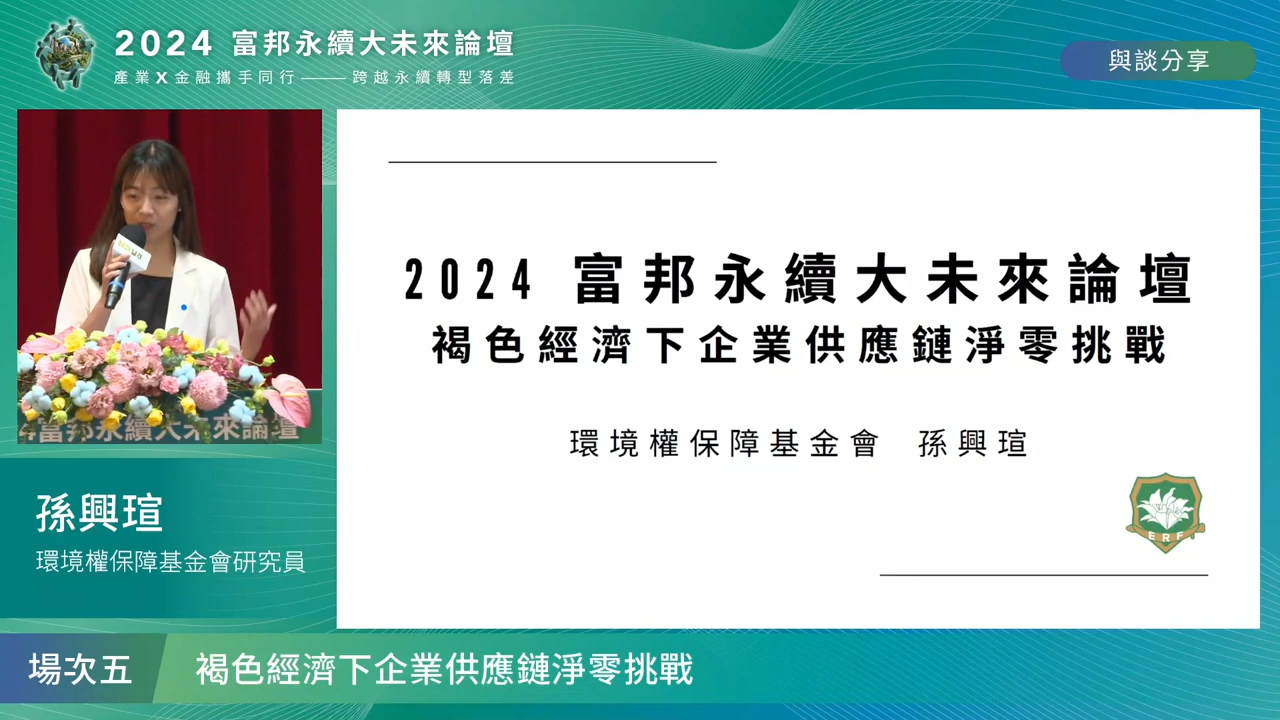 2024 富邦永續大未來論壇
產業X金融攜手同行——跨越永續轉型落差
與談分享
2024 富邦永續大未來論壇
褐色經濟下企業供應鏈淨零挑戰
環境權保障基金會 孫興瑄
ERF
富邦永續大未來論壇
孫興瑄
環境權保障基金會研究員
場次五
褐色經濟下企業供應鏈淨零挑戰